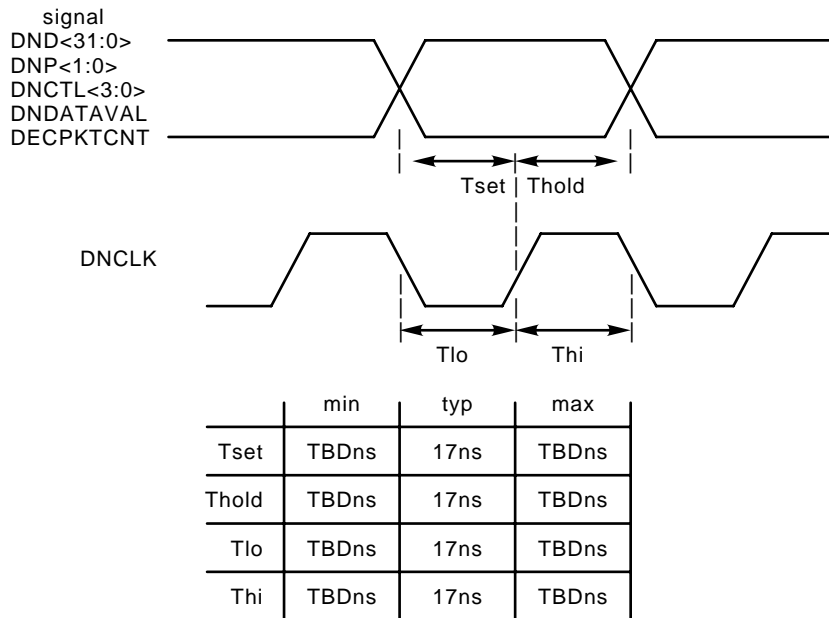 signal
DND<31:0>
DNP<1:0>
DNCTL<3:0>
DNDATAVAL
DECPKTCNT
Tset Thold
DNCLK
Tlo Thi
min typ max
Tset TBDns 17ns TBDns
Thold TBDns 17ns TBDns
Tlo TBDns 17ns TBDns
Thi TBDns 17ns TBDns